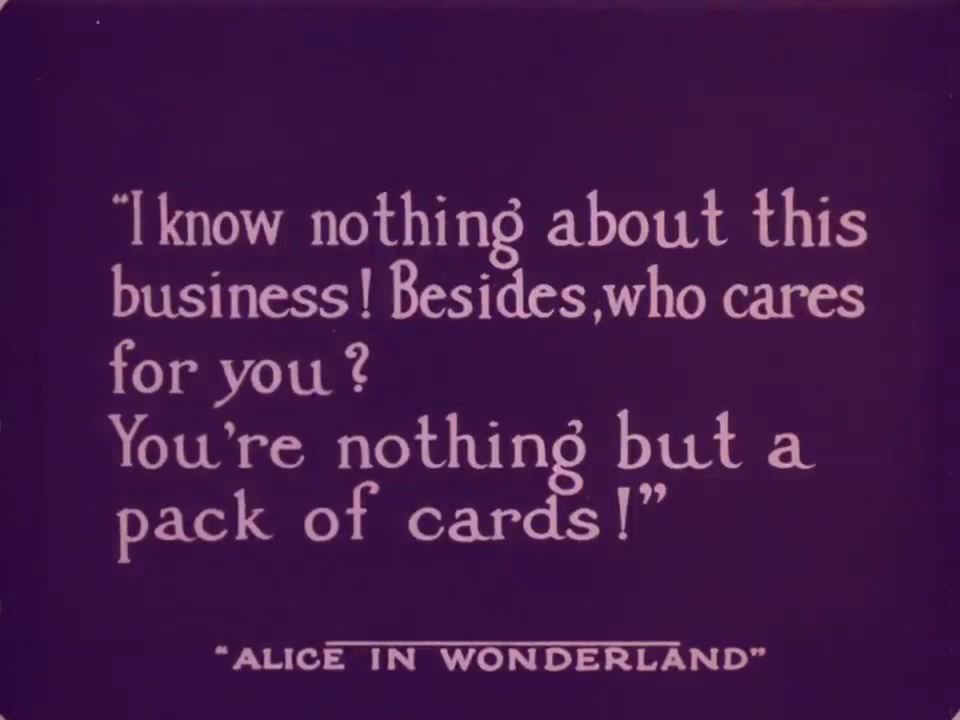 “I know nothing about this
business! Besides, who cares
for you?
You're nothing but a
pack of cards!”
“ALICE IN WONDERLAND”